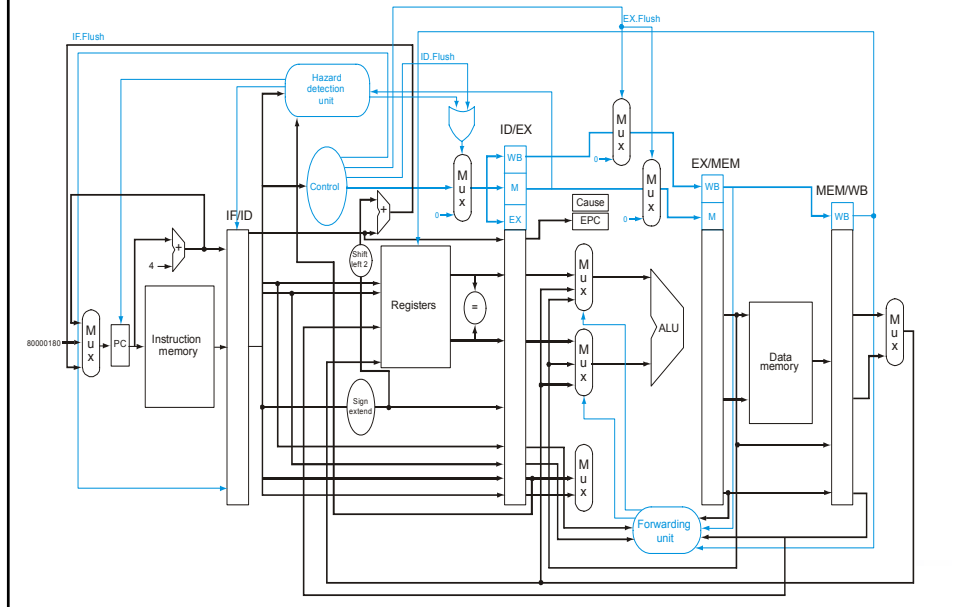 EX.Flush
IF.Flush
ID.Flush
Hazard
detection
unit
ID/EX
M
u
x
WB
0
EX/MEM
Control
M
u
x
M
M
u
x
WB
MEM/WB
0
EX
Cause
EPC
0
M
WB
IF/ID
+
+
Shift
left 2
4
M
u
x
Registers
=
ALU
M
u
x
80000180
PC
Instruction
memory
M
u
x
Data
memory
M
u
x
Sign
extend
M
u
x
Forwarding
unit